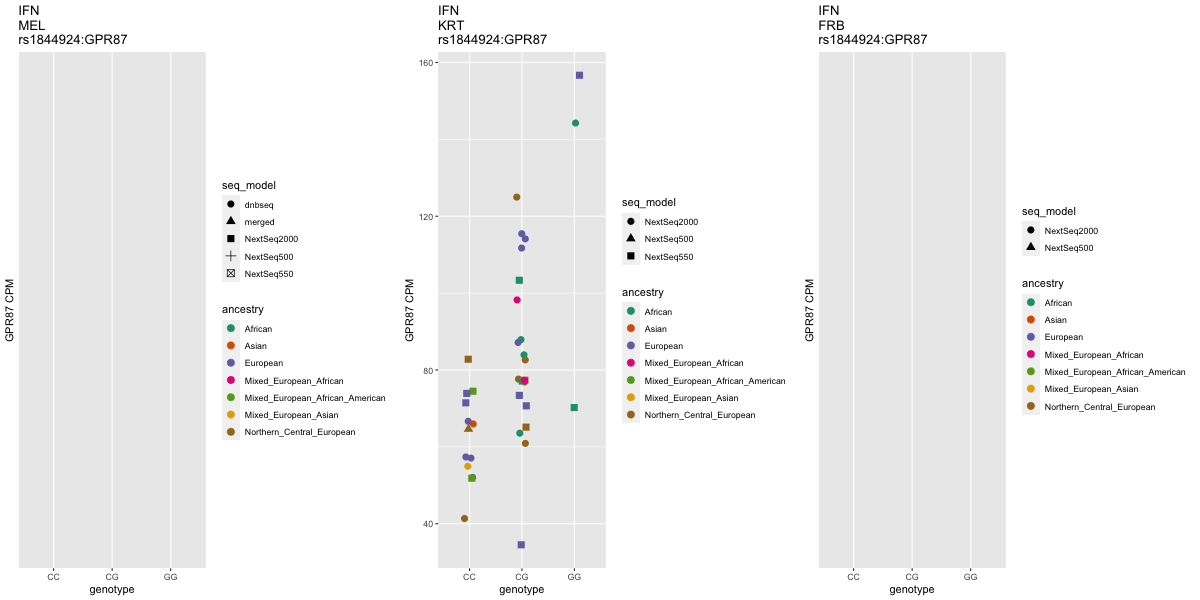 IFN
MEL
rs1844924:GPR87
GPR87 CPM
CC
CG
GG
genotype
seq_model
dnbseq
merged
NextSeq2000
NextSeq500
NextSeq550
ancestry
African
Asian
European
Mixed_European_African
Mixed_European_African_American
Mixed_European_Asian
Northern_Central_European
IFN
KRT
rs1844924:GPR87
GPR87 CPM
160
120
80
40
CC
CG
GG
genotype
seq_model
NextSeq2000
NextSeq500
NextSeq550
ancestry
African
Asian
European
Mixed_European_African
Mixed_European_African_American
Mixed_European_Asian
Northern_Central_European
IFN
FRB
rs1844924:GPR87
GPR87 CPM
CC
CG
GG
genotype
seq_model
NextSeq2000
NextSeq500
ancestry
African
Asian
European
Mixed_European_African
Mixed_European_African_American
Mixed_European_Asian
Northern_Central_European